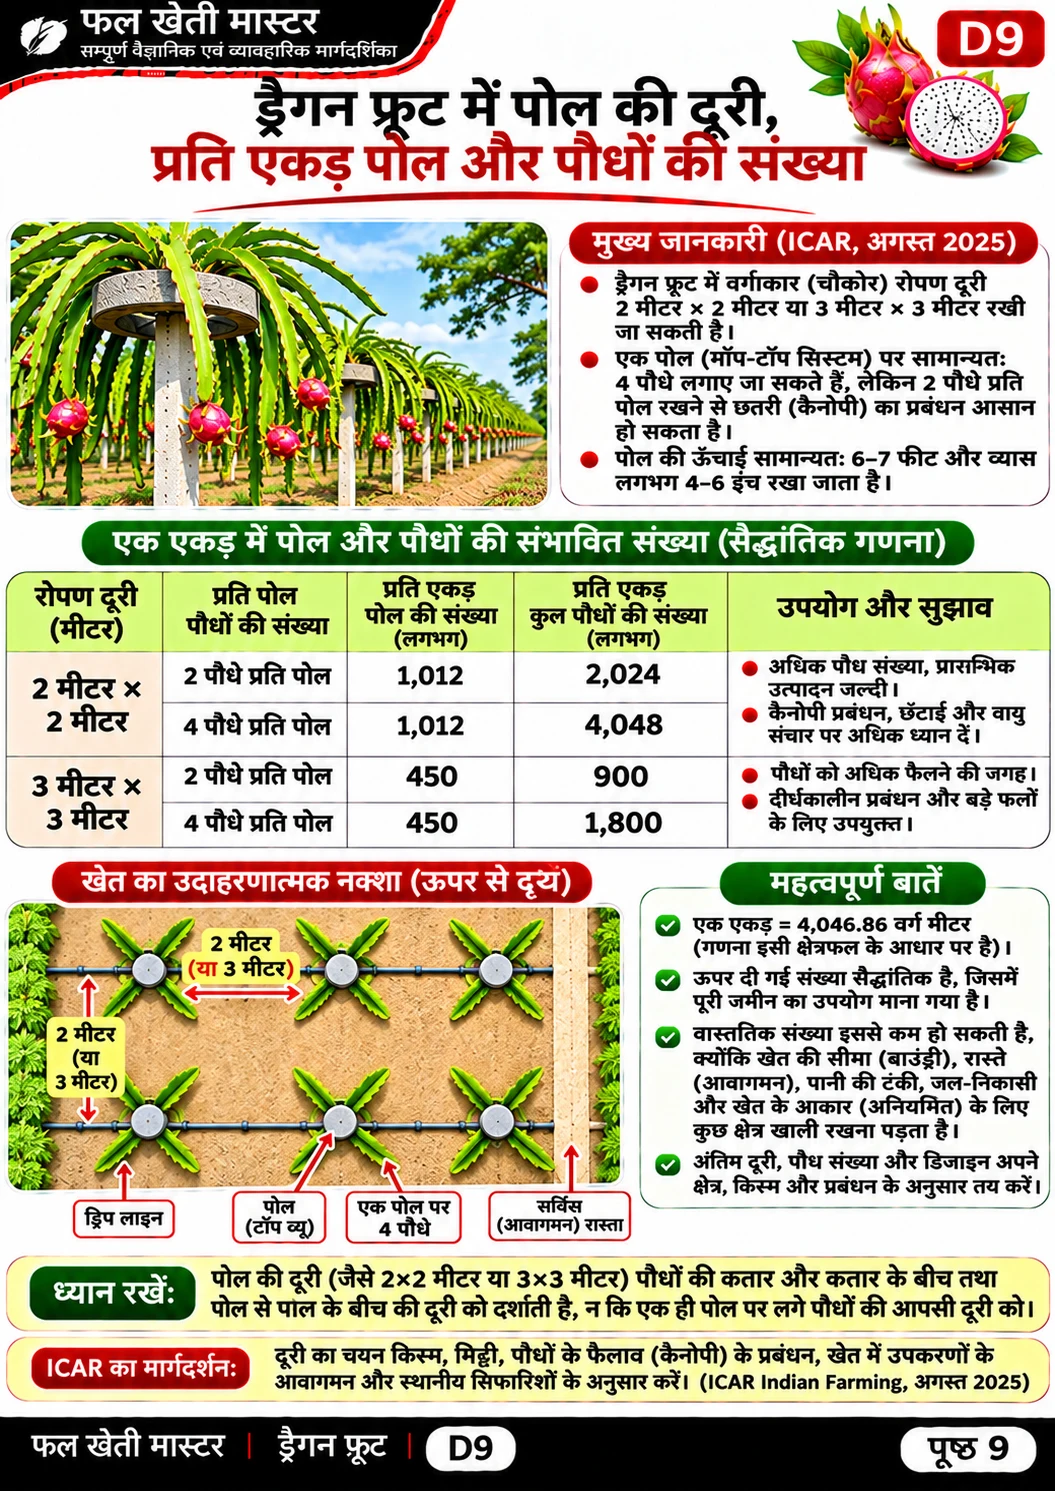 फल खेती मास्टर
सम्पूर्ण वैज्ञानिक एवं व्यावहारिक मार्गदर्शिका
D9
ड्रैगन फ्रूट में पोल की दूरी,
प्रति एकड़ पोल और पौधों की संख्या
मुख्य जानकारी (ICAR, अगस्त 2025)
ड्रैगन फ्रूट में वर्गाकार (चौकोर) रोपण दूरी
2 मीटर × 2 मीटर या 3 मीटर × 3 मीटर रखी
जा सकती है।
एक पोल (मॉप-टॉप सिस्टम) पर सामान्यतः
4 पौधे लगाए जा सकते हैं, लेकिन 2 पौधे प्रति
पोल रखने से छतरी (कैनोपी) का प्रबंधन आसान
हो सकता है।
पोल की ऊँचाई सामान्यतः 6–7 फीट और व्यास
लगभग 4–6 इंच रखा जाता है।
एक एकड़ में पोल और पौधों की संभावित संख्या (सैद्धांतिक गणना)
रोपण दूरी
(मीटर)
प्रति पोल
पौधों की संख्या
प्रति एकड़
पोल की संख्या
(लगभग)
प्रति एकड़
कुल पौधों की संख्या
(लगभग)
उपयोग और सुझाव
2 मीटर ×
2 मीटर
2 पौधे प्रति पोल
1,012
2,024
4 पौधे प्रति पोल
1,012
4,048
अधिक पौध संख्या, प्रारम्भिक
उत्पादन जल्दी।
कैनोपी प्रबंधन, छँटाई और वायु
संचार पर अधिक ध्यान दें।
3 मीटर ×
3 मीटर
2 पौधे प्रति पोल
450
900
4 पौधे प्रति पोल
450
1,800
पौधों को अधिक फैलने की जगह।
दीर्धकालीन प्रबंधन और बड़े फलों
के लिए उपयुक्त।
खेत का उदाहरणात्मक नक्शा (ऊपर से दृय)
2 मीटर
(या 3 मीटर)
2 मीटर
(या
3 मीटर)
ड्रिप लाइन
पोल
(टॉप व्यू)
एक पोल पर
4 पौधे
सर्विस
(आवागमन) रास्ता
महत्वपूर्ण बातें
एक एकड़ = 4,046.86 वर्ग मीटर
(गणना इसी क्षेत्रफल के आधार पर है)।
ऊपर दी गई संख्या सैद्धांतिक है, जिसमें
पूरी जमीन का उपयोग माना गया है।
वास्ततिक संख्या इससे कम हो सकती है,
क्योंकि खेत की सीमा (बाउंड्री), रास्ते
(आवागमन), पानी की टंकी, जल-निकासी
और खेत के आकार (अनियमित) के लिए
कुछ क्षेत्र खाली रखना पड़ता है।
अंतिम दूरी, पौध संख्या और डिजाइन अपने
क्षेत्र, किस्म और प्रबंधन के अनुसार तय करें।
ध्यान रखें:
पोल की दूरी (जैसे 2×2 मीटर या 3×3 मीटर) पौधों की कतार और कतार के बीच तथा
पोल से पाल के बीच की दूरी को दर्शाती है, न कि एक ही पोल पर लगे पौधों की आपसी दूरी को।
ICAR का मार्गदर्शन:
दूरी का चयन किस्म, मिट्टी, पौधों के फैलाव (कैनोपी) के प्रबंधन, खेत में उपकरणों के
आवागमन और स्थानीय सिफारिशों के अनुसार करें। (ICAR Indian Farming, अगस्त 2025)
फल खेती मास्टर | ड्रैगन फ्रूट | D9
पृष्ठ 9